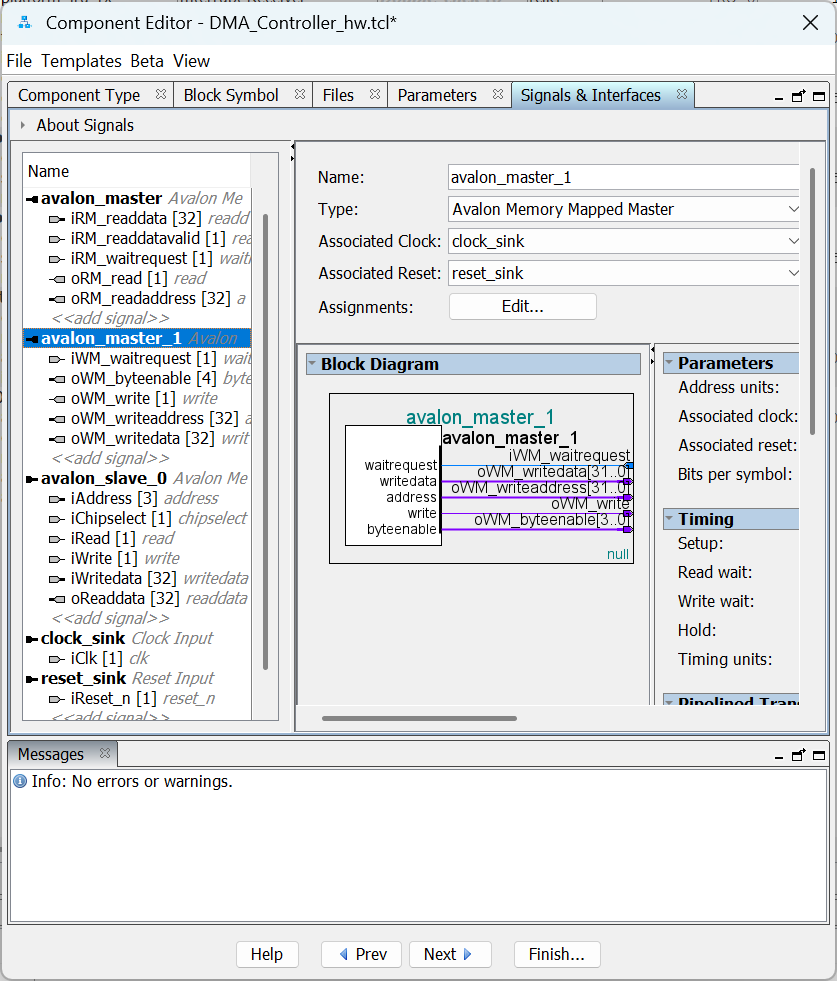 Component Editor - DMA_Controller_hw.tcl*
File Templates Beta View
Component Type
Block Symbol
Files
Parameters
Signals & Interfaces
About Signals
Name
avalon_master Avalon Me
iRM_readdata [32] readd
iRM_readdatavalid [1] rea
iRM_waitrequest [1] wait
oRM_read [1] read
oRM_readaddress [32] a
<<add signal>>
avalon_master_1 Avalon
iWM_waitrequest [1] wait
oWM_byteenable [4] byte
oWM_write [1] write
oWM_writeaddress [32] a
oWM_writedata [32] writ
<<add signal>>
avalon_slave_0 Avalon Me
iAddress [3] address
iChipselect [1] chipselect
iRead [1] read
iWrite [1] write
iWritedata [32] writedata
oReaddata [32] readdata
<<add signal>>
clock_sink Clock Input
iClk [1] clk
reset_sink Reset Input
iReset_n [1] reset_n
<<add signal>>
Name: avalon_master_1
Type: Avalon Memory Mapped Master
Associated Clock: clock_sink
Associated Reset: reset_sink
Assignments: Edit...
Block Diagram
avalon_master_1
avalon_master_1
waitrequest iWM_waitrequest
writedata oWM_writedata[31..0]
address oWM_writeaddress[31..0]
write oWM_write
byteenable oWM_byteenable[3..0]
null
Parameters
Address units:
Associated clock:
Associated reset:
Bits per symbol:
Timing
Setup:
Read wait:
Write wait:
Hold:
Timing units:
Pipelined Tran
Messages
Info: No errors or warnings.
Help
Prev
Next
Finish...